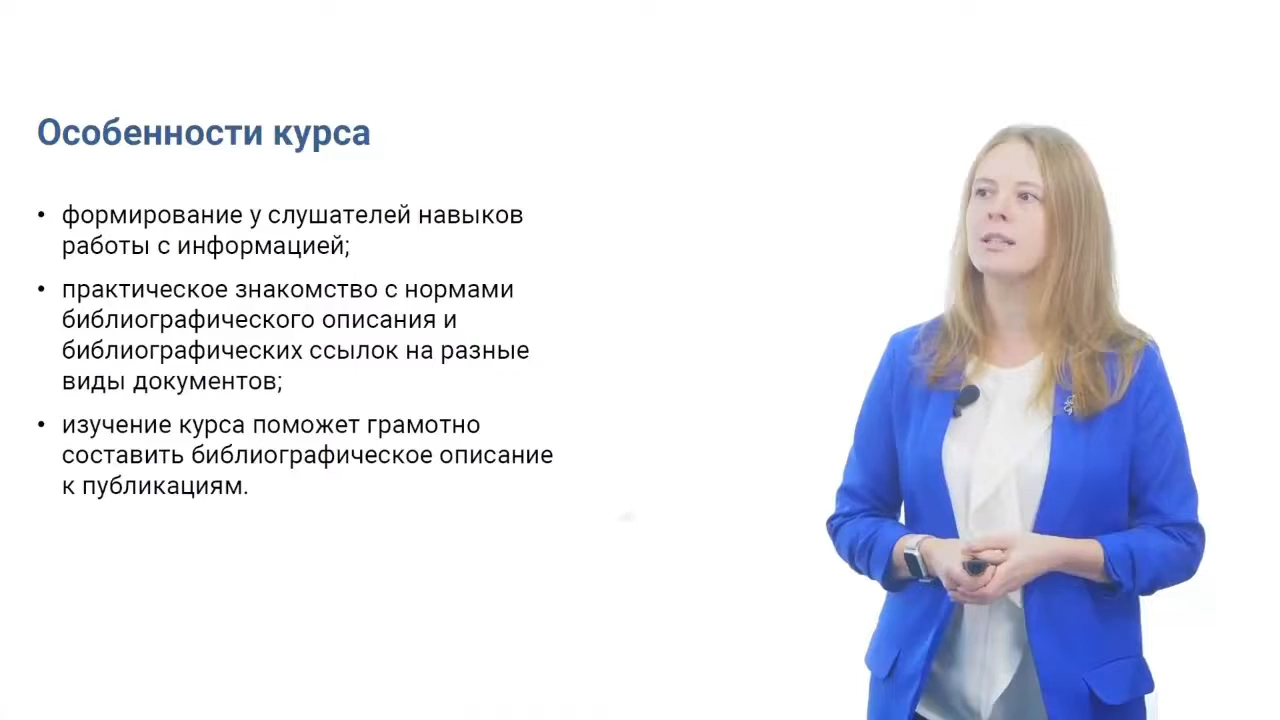 Особенности курса
• формирование у слушателей навыков
работы с информацией;
• практическое знакомство с нормами
библиографического описания и
библиографических ссылок на разные
виды документов;
• изучение курса поможет грамотно
составить библиографическое описание
к публикациям.